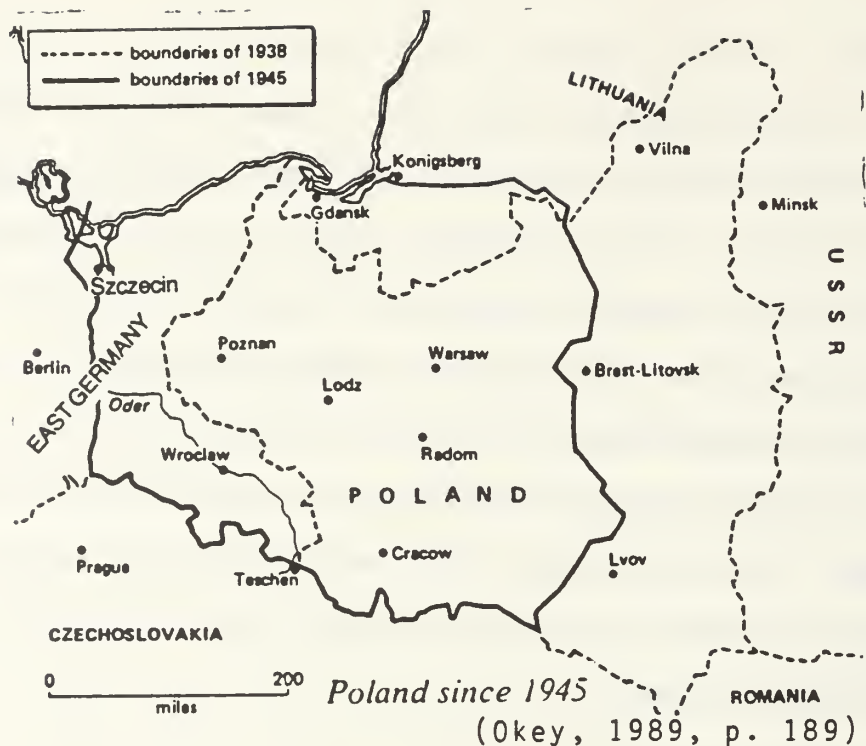 boundaries of 1938
boundaries of 1945
LITHUANIA
Vilna
Konigsberg
Gdansk
Minsk
USSR
Szczecin
Berlin
EAST GERMANY
Poznan
Warsaw
Brest-Litovsk
Lodz
Oder
Radom
Wroclaw
POLAND
Prague
Teschen
Cracow
Lvov
CZECHOSLOVAKIA
0 200
miles
Poland since 1945
ROMANIA
(Okey, 1989, p. 189)